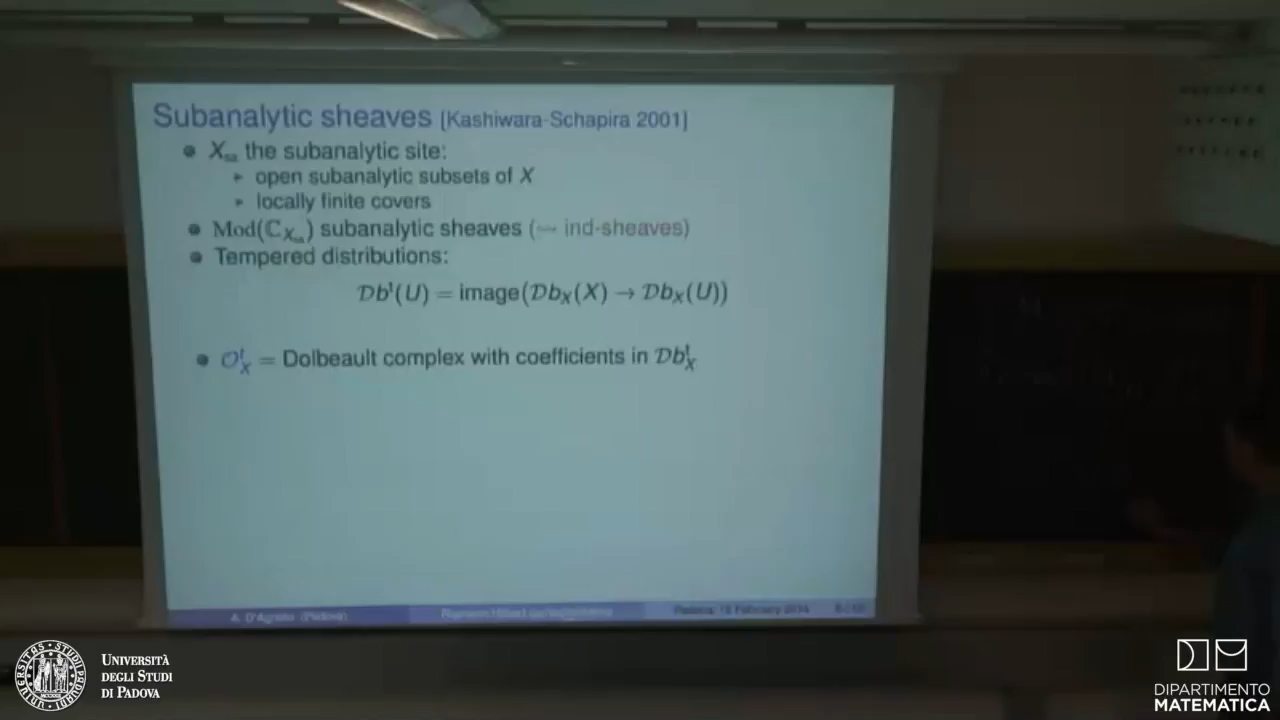 Subanalytic sheaves [Kashiwara-Schapira 2001]
• X_sa the subanalytic site:
▸ open subanalytic subsets of X
▸ locally finite covers
• Mod(ℂ_{X_sa}) subanalytic sheaves (⟶ ind-sheaves)
• Tempered distributions:
𝒟b^t(U) = image(𝒟b_X(X) → 𝒟b_X(U))
• 𝒪^t_X = Dolbeault complex with coefficients in 𝒟b^t_X
A. D'Agnolo (Padova)
Padova, February
UNIVERSITÀ
DEGLI STUDI
DI PADOVA
DIPARTIMENTO
MATEMATICA